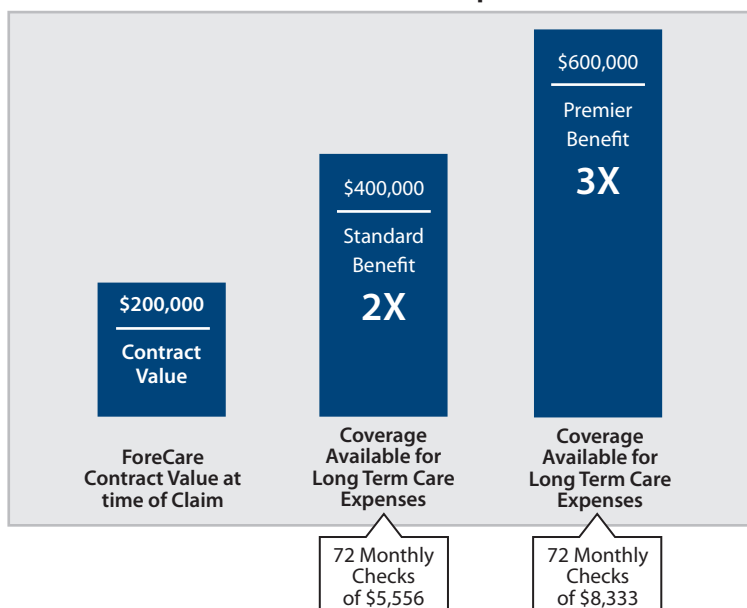 $200,000
Contract
Value
ForeCare
Contract Value at
time of Claim
$400,000
Standard
Benefit
2X
Coverage
Available for
Long Term Care
Expenses
72 Monthly
Checks
of $5,556
$600,000
Premier
Benefit
3X
Coverage
Available for
Long Term Care
Expenses
72 Monthly
Checks
of $8,333